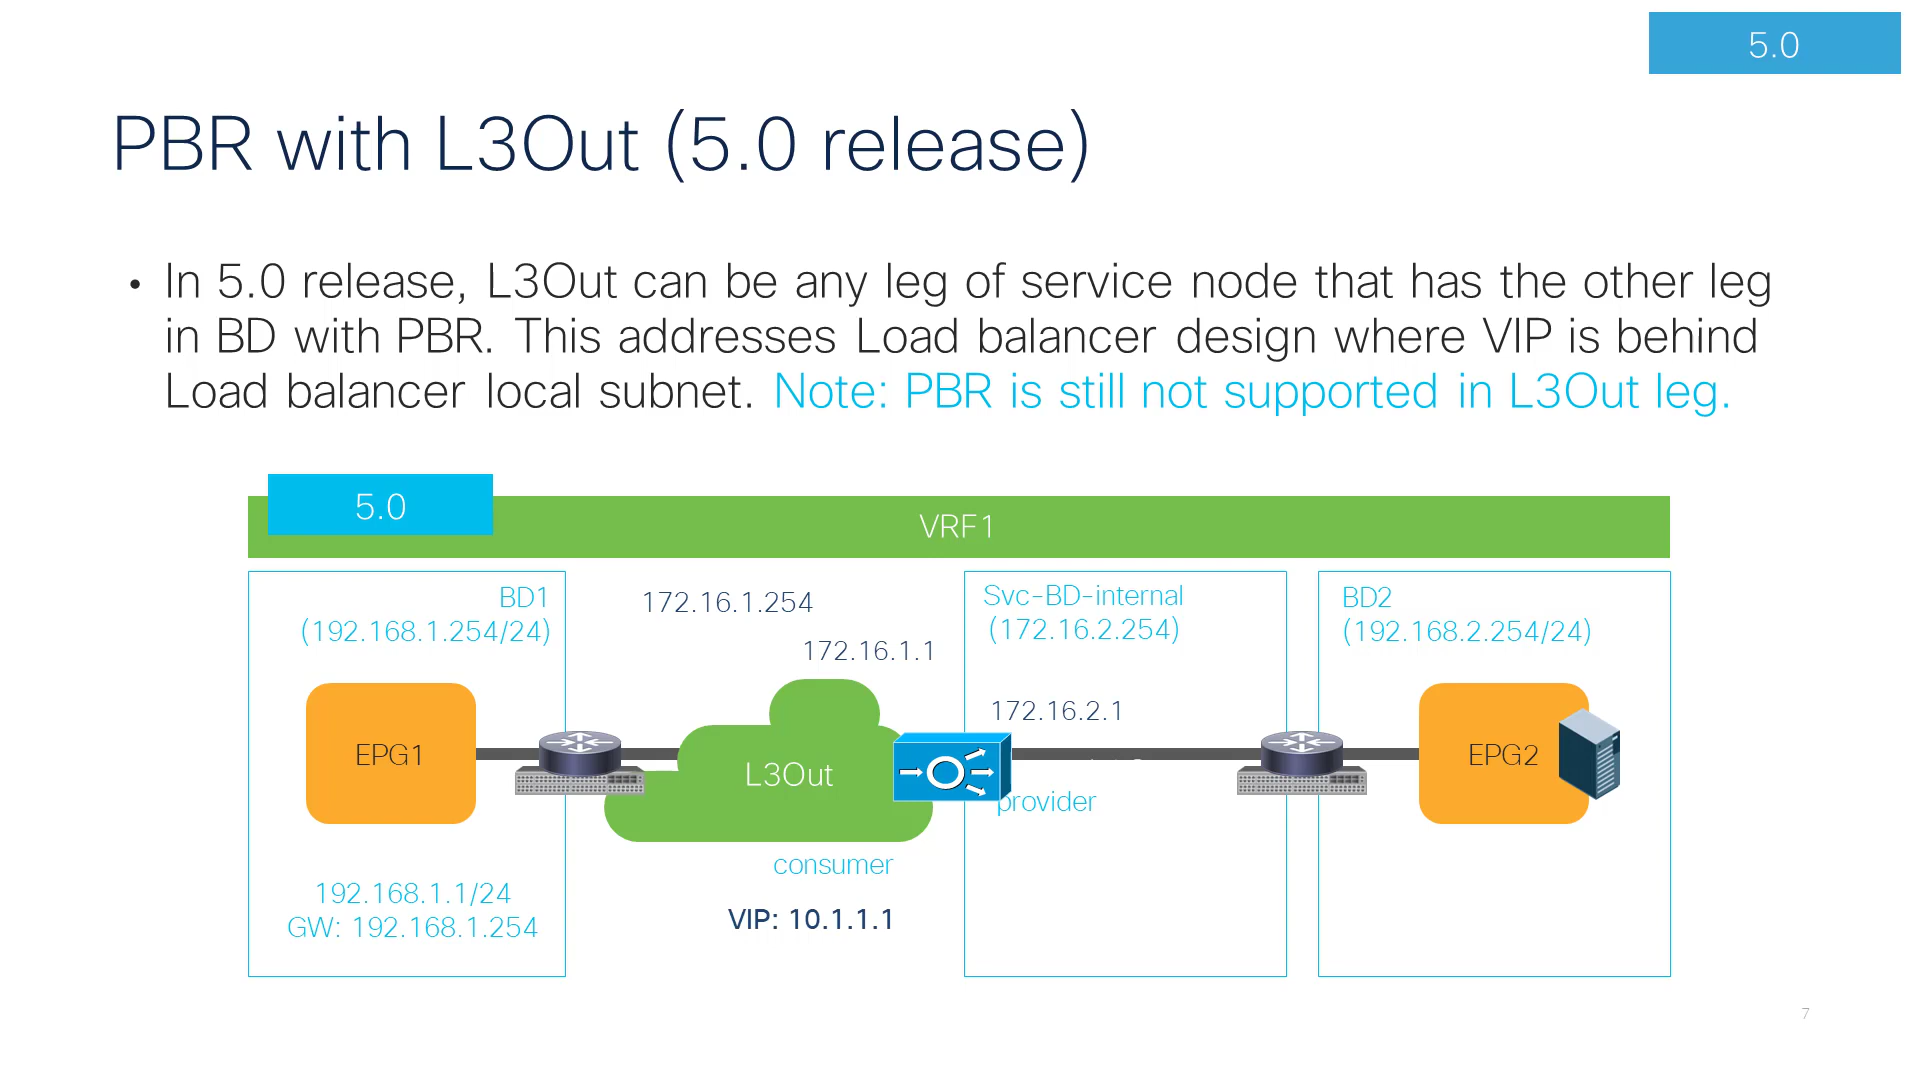 5.0
PBR with L3Out (5.0 release)
• In 5.0 release, L3Out can be any leg of service node that has the other leg
in BD with PBR. This addresses Load balancer design where VIP is behind
Load balancer local subnet. Note: PBR is still not supported in L3Out leg.
5.0
VRF1
BD1
(192.168.1.254/24)
172.16.1.254
172.16.1.1
Svc-BD-internal
(172.16.2.254)
BD2
(192.168.2.254/24)
172.16.2.1
EPG1
L3Out
EPG2
provider
consumer
192.168.1.1/24
GW: 192.168.1.254
VIP: 10.1.1.1
7